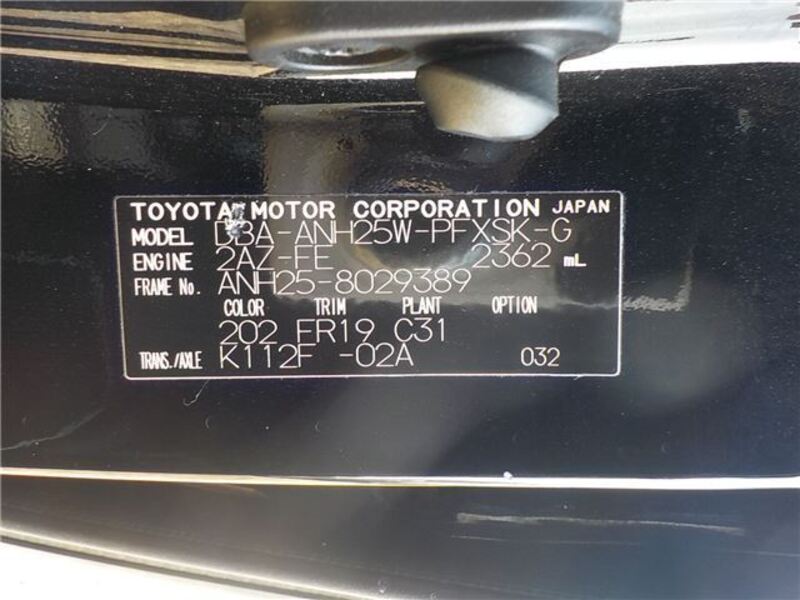 TOYOTA MOTOR CORPORATION JAPAN
MODEL DBA-ANH25W-PFXSK-G
ENGINE 2AZ-FE 2362 mL
FRAME No. ANH25-8029389
COLOR TRIM PLANT OPTION
202 FR19 C31
TRANS./AXLE K112F -02A 032